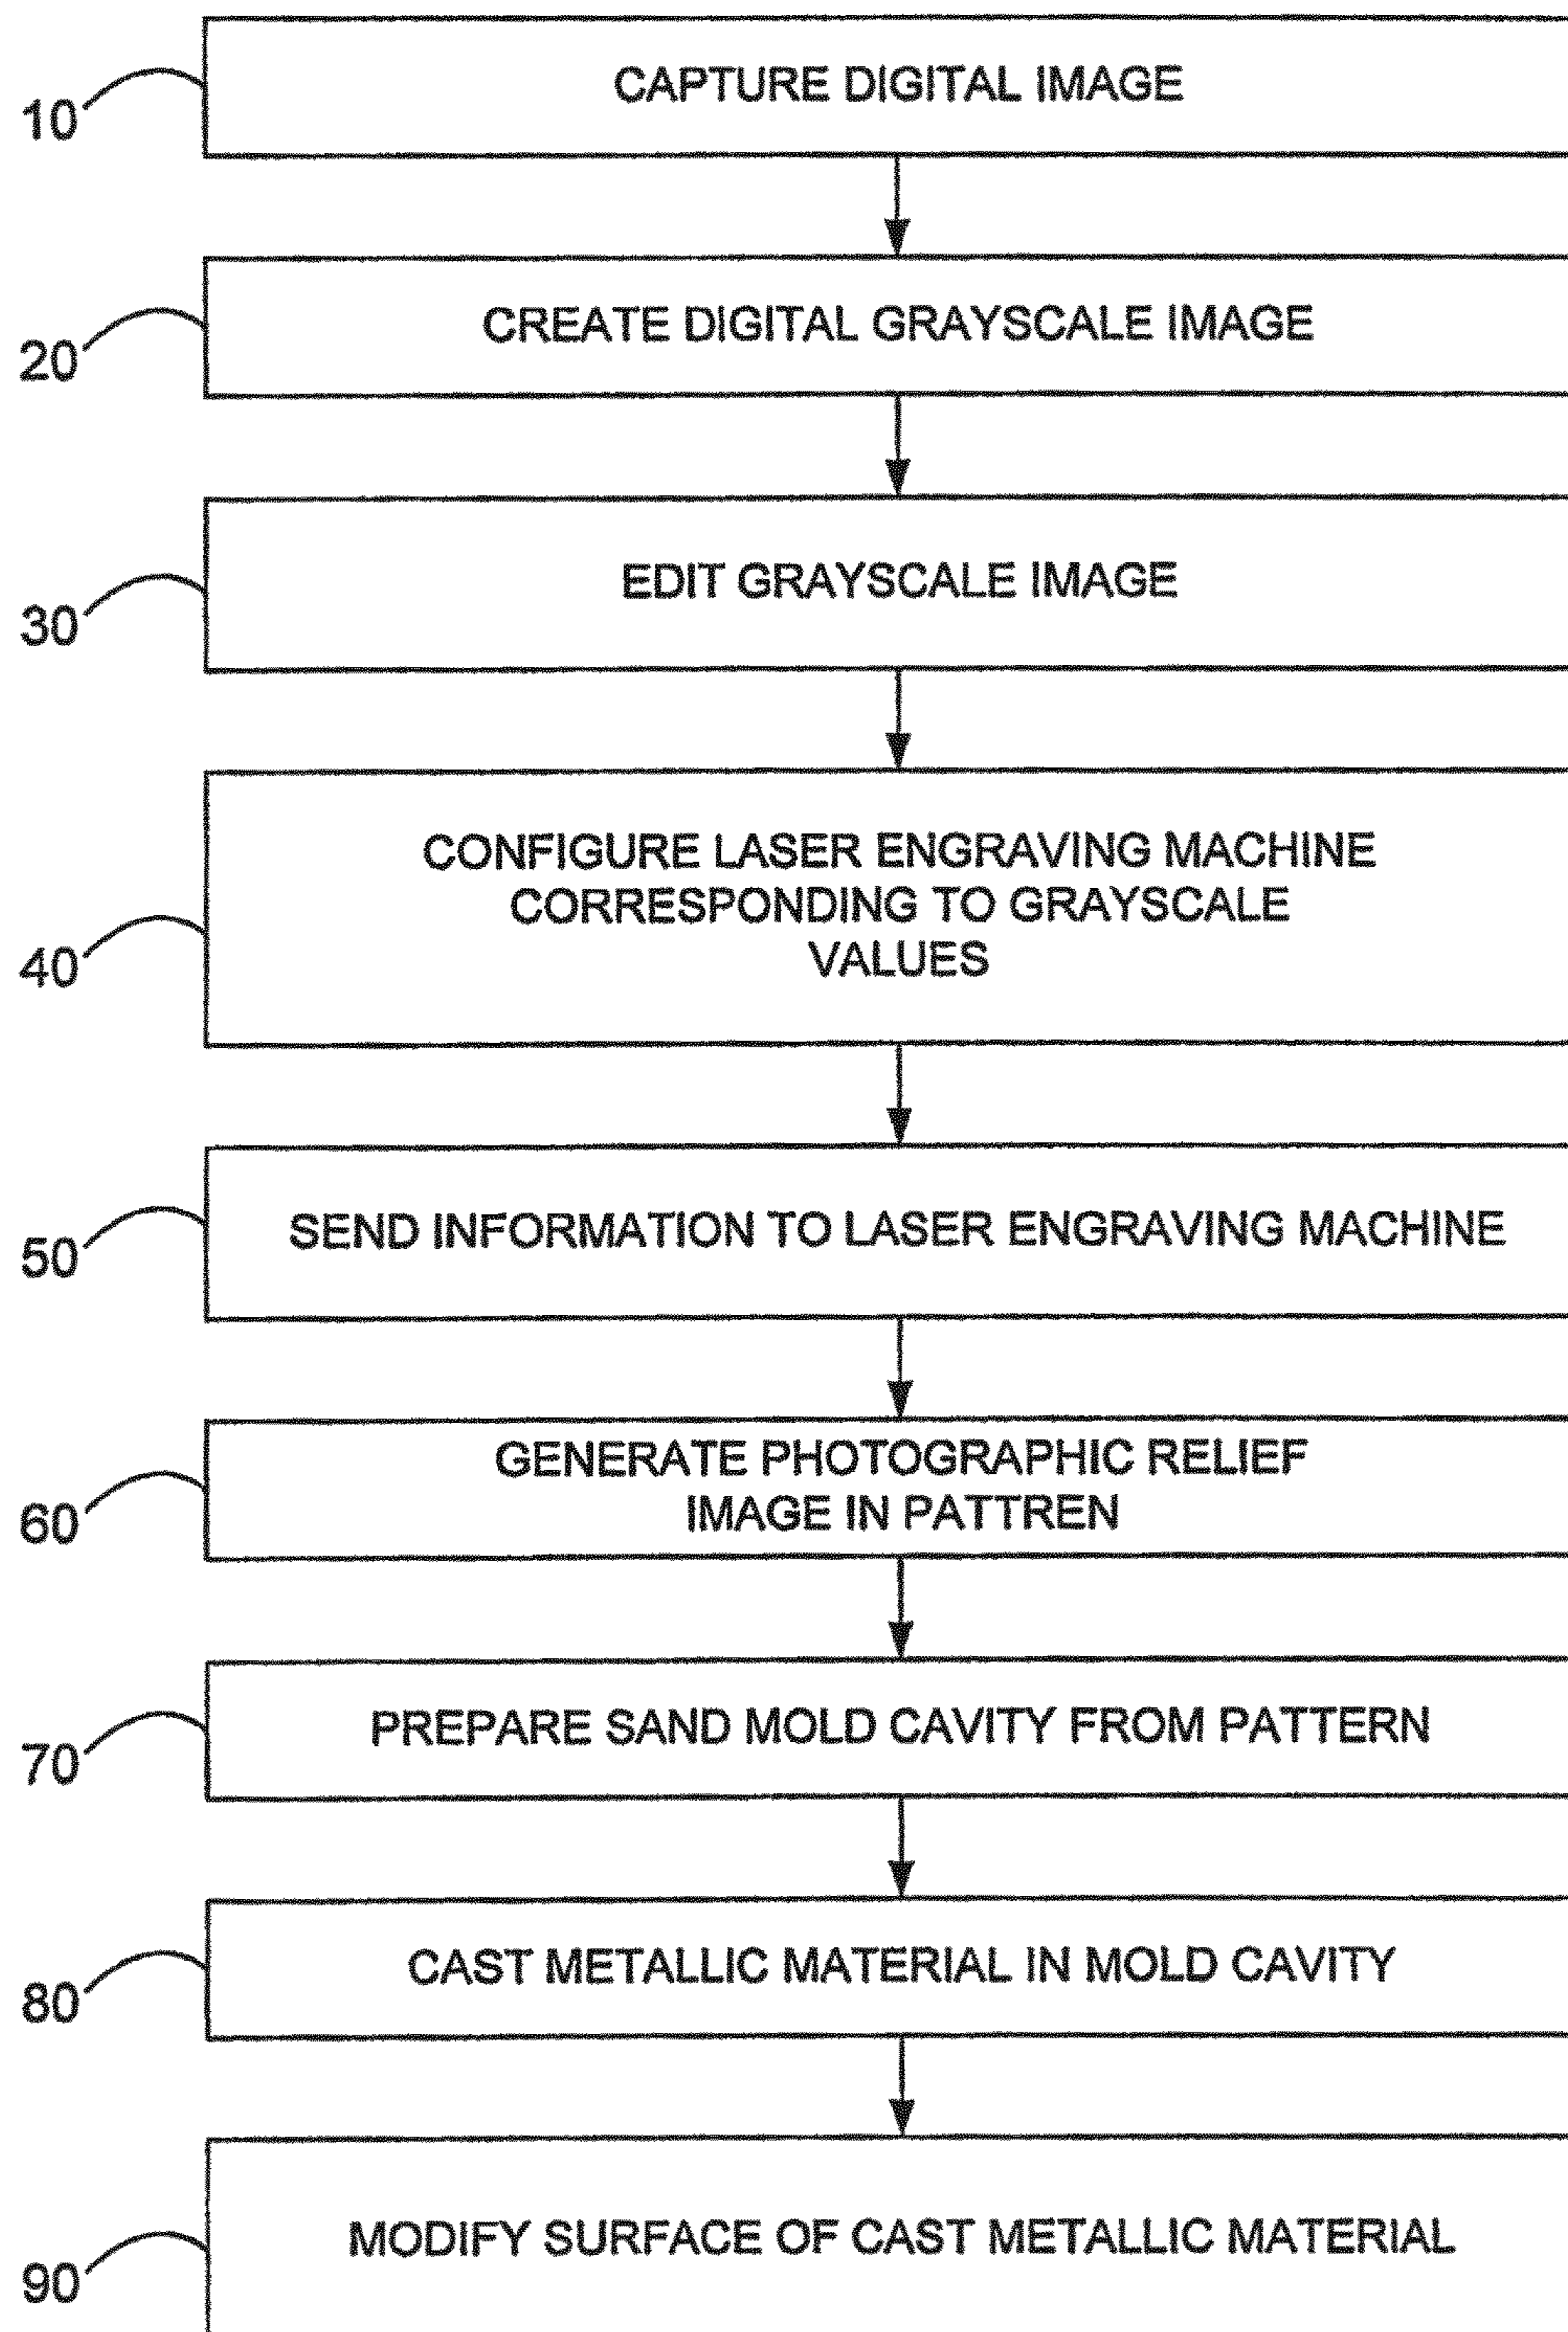 10
CAPTURE DIGITAL IMAGE
20
CREATE DIGITAL GRAYSCALE IMAGE
30
EDIT GRAYSCALE IMAGE
40
CONFIGURE LASER ENGRAVING MACHINE
CORRESPONDING TO GRAYSCALE
VALUES
50
SEND INFORMATION TO LASER ENGRAVING MACHINE
60
GENERATE PHOTOGRAPHIC RELIEF
IMAGE IN PATTREN
70
PREPARE SAND MOLD CAVITY FROM PATTERN
80
CAST METALLIC MATERIAL IN MOLD CAVITY
90
MODIFY SURFACE OF CAST METALLIC MATERIAL